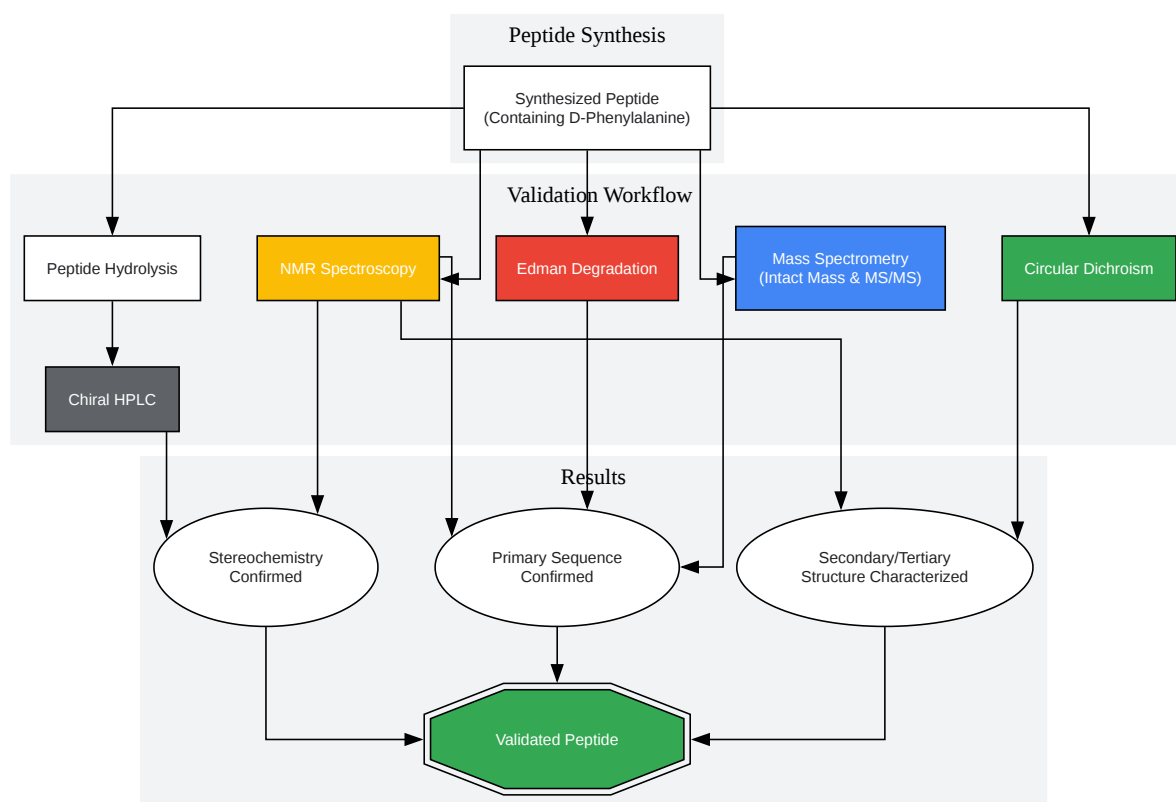 Peptide Synthesis
Synthesized Peptide
(Containing D-Phenylalanine)
Validation Workflow
Peptide Hydrolysis
NMR Spectroscopy
Edman Degradation
Mass Spectrometry
(Intact Mass & MS/MS)
Circular Dichroism
Chiral HPLC
Results
Stereochemistry
Confirmed
Primary Sequence
Confirmed
Secondary/Tertiary
Structure Characterized
Validated Peptide